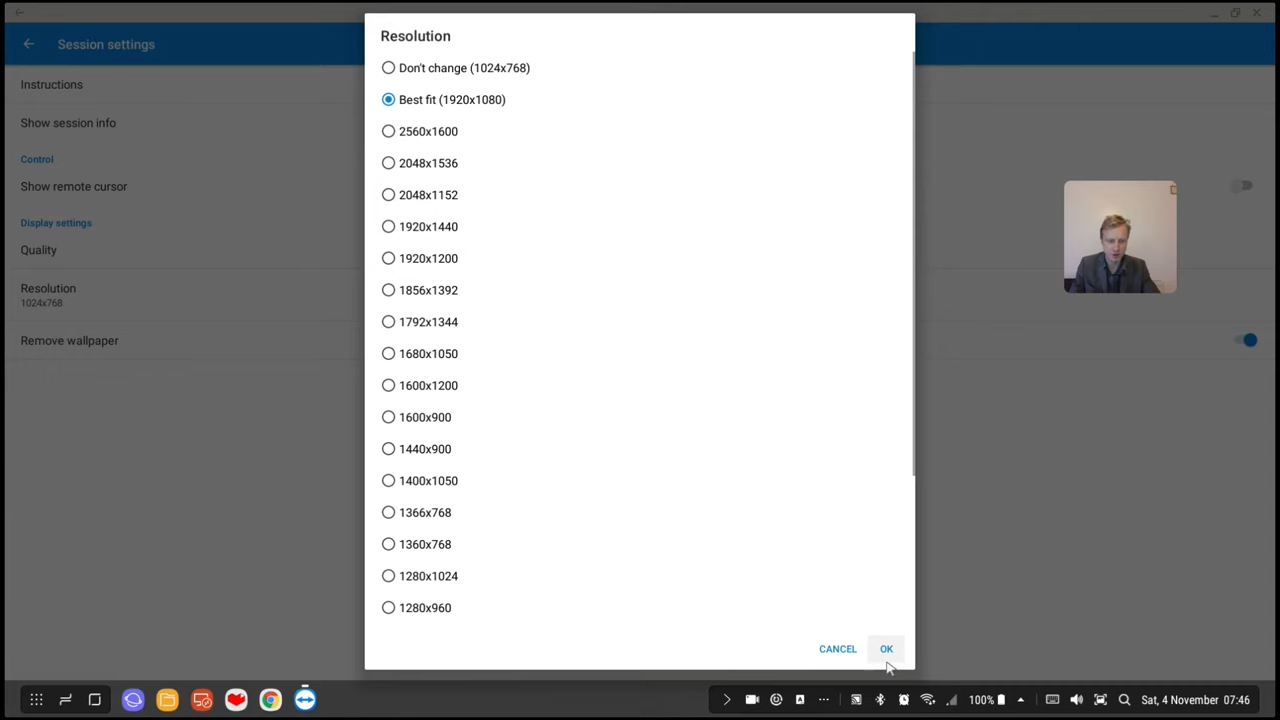 Session settings
Instructions
Show session info
Control
Show remote cursor
Display settings
Quality
Resolution
1024x768
Remove wallpaper
Resolution
Don't change (1024x768)
Best fit (1920x1080)
2560x1600
2048x1536
2048x1152
1920x1440
1920x1200
1856x1392
1792x1344
1680x1050
1600x1200
1600x900
1440x900
1400x1050
1366x768
1360x768
1280x1024
1280x960
CANCEL OK
100% Sat, 4 November 07:46